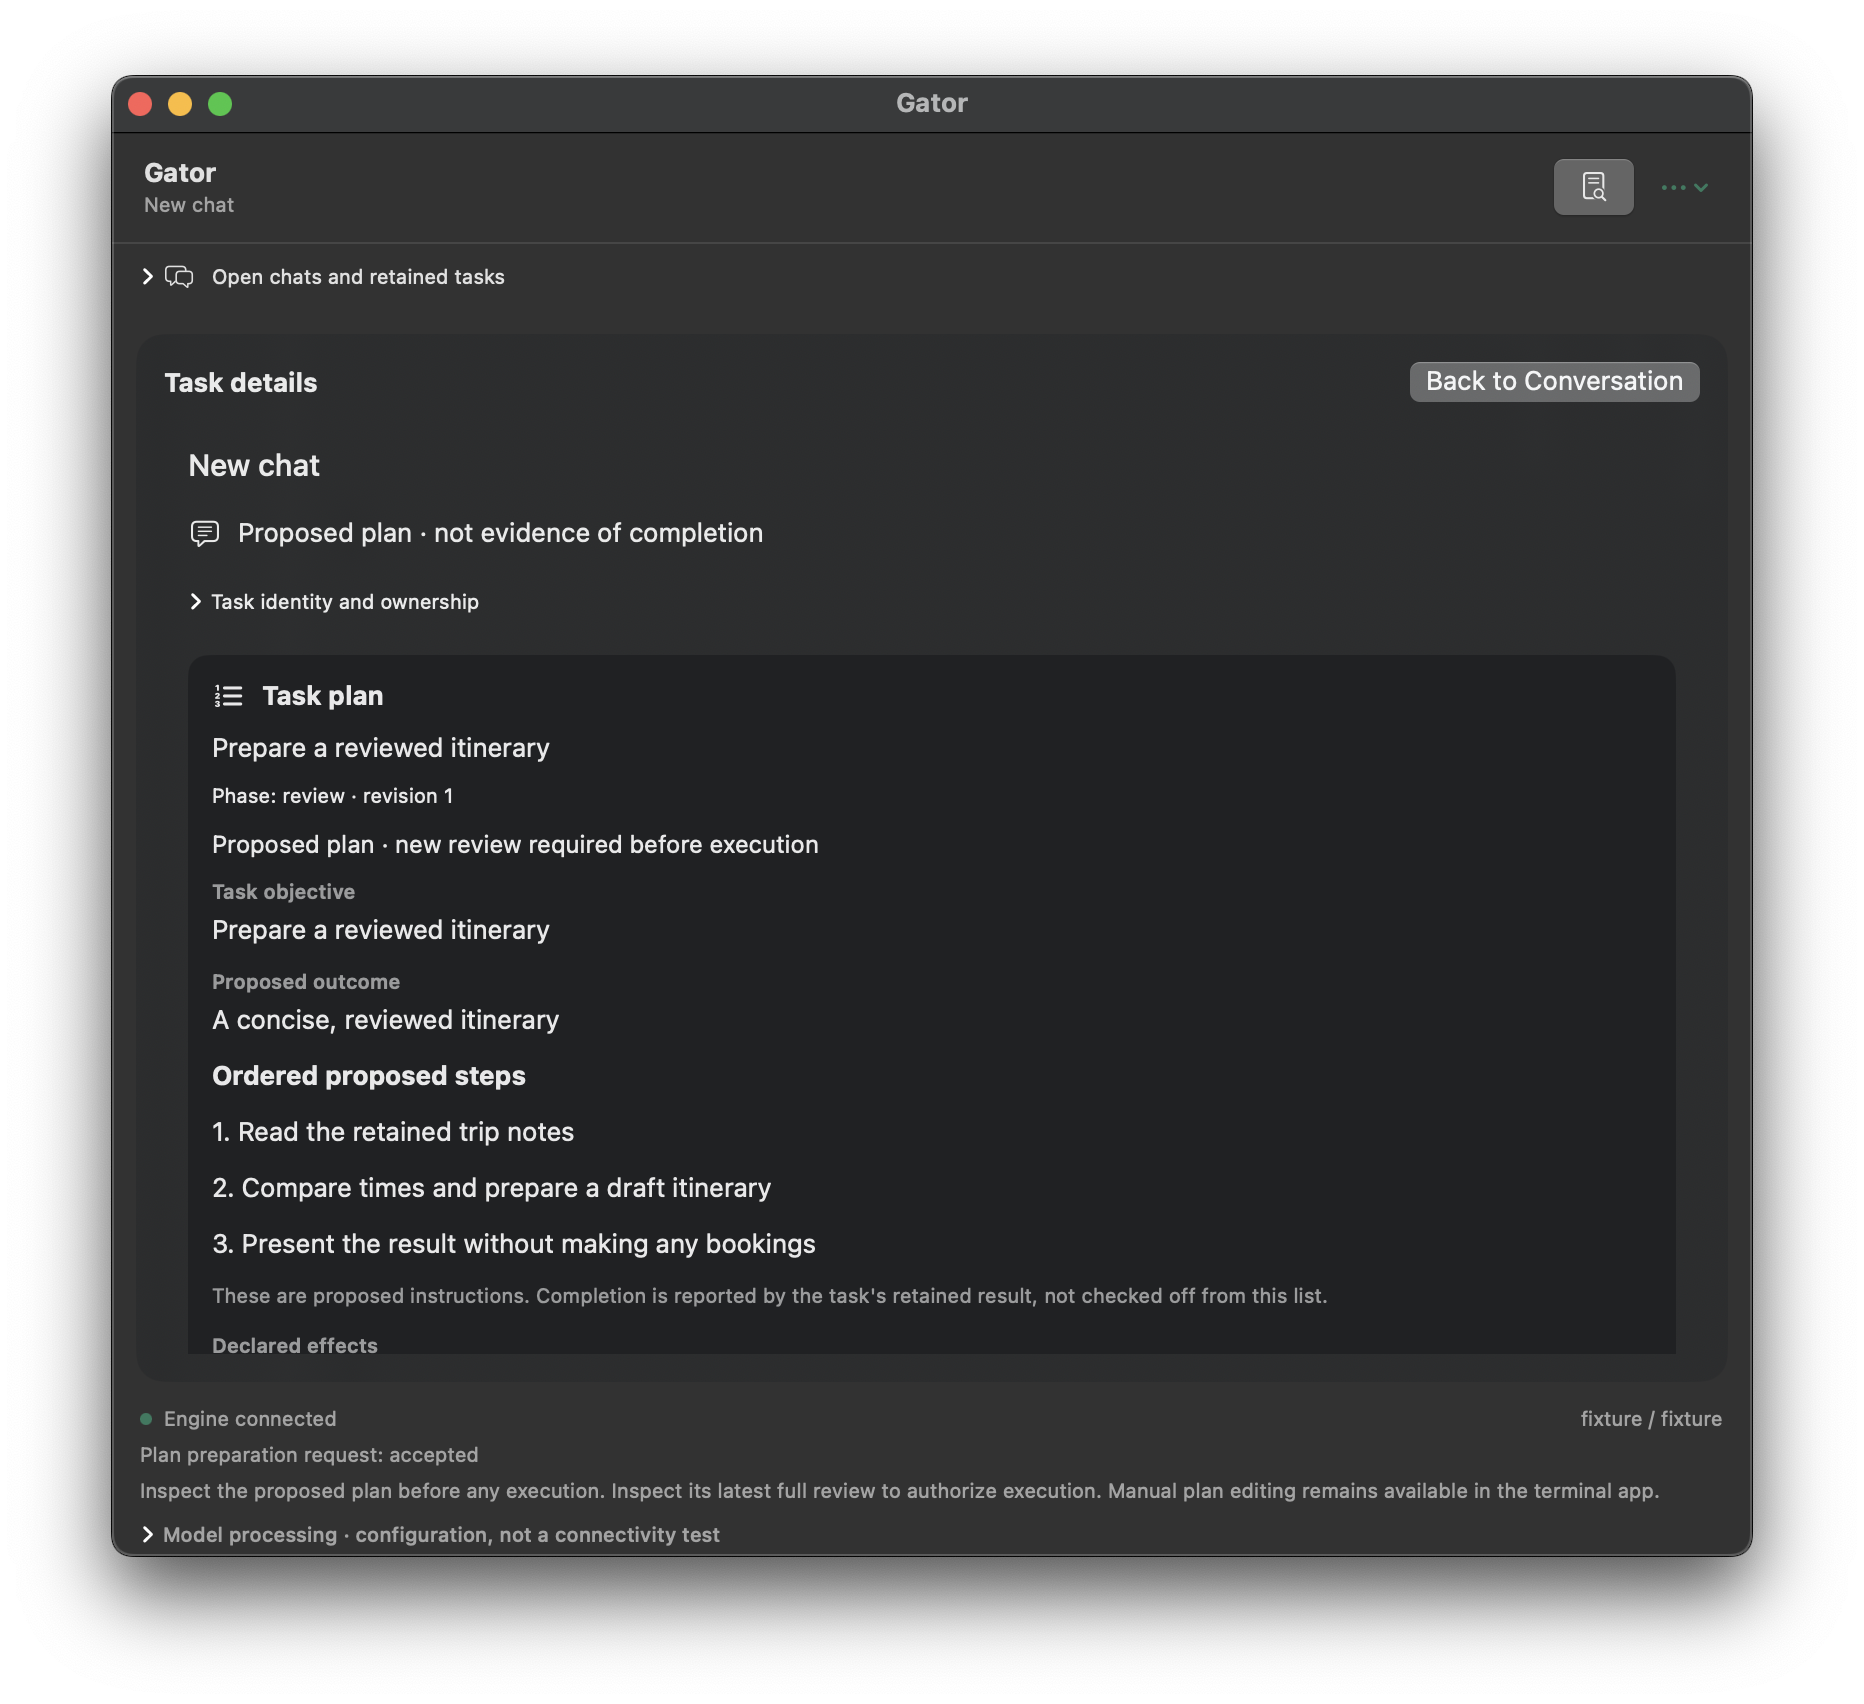 Gator
Gator
New chat
Open chats and retained tasks
Task details
Back to Conversation
New chat
Proposed plan · not evidence of completion
Task identity and ownership
Task plan
Prepare a reviewed itinerary
Phase: review · revision 1
Proposed plan · new review required before execution
Task objective
Prepare a reviewed itinerary
Proposed outcome
A concise, reviewed itinerary
Ordered proposed steps
1. Read the retained trip notes
2. Compare times and prepare a draft itinerary
3. Present the result without making any bookings
These are proposed instructions. Completion is reported by the task's retained result, not checked off from this list.
Declared effects
Engine connected
fixture / fixture
Plan preparation request: accepted
Inspect the proposed plan before any execution. Inspect its latest full review to authorize execution. Manual plan editing remains available in the terminal app.
Model processing · configuration, not a connectivity test